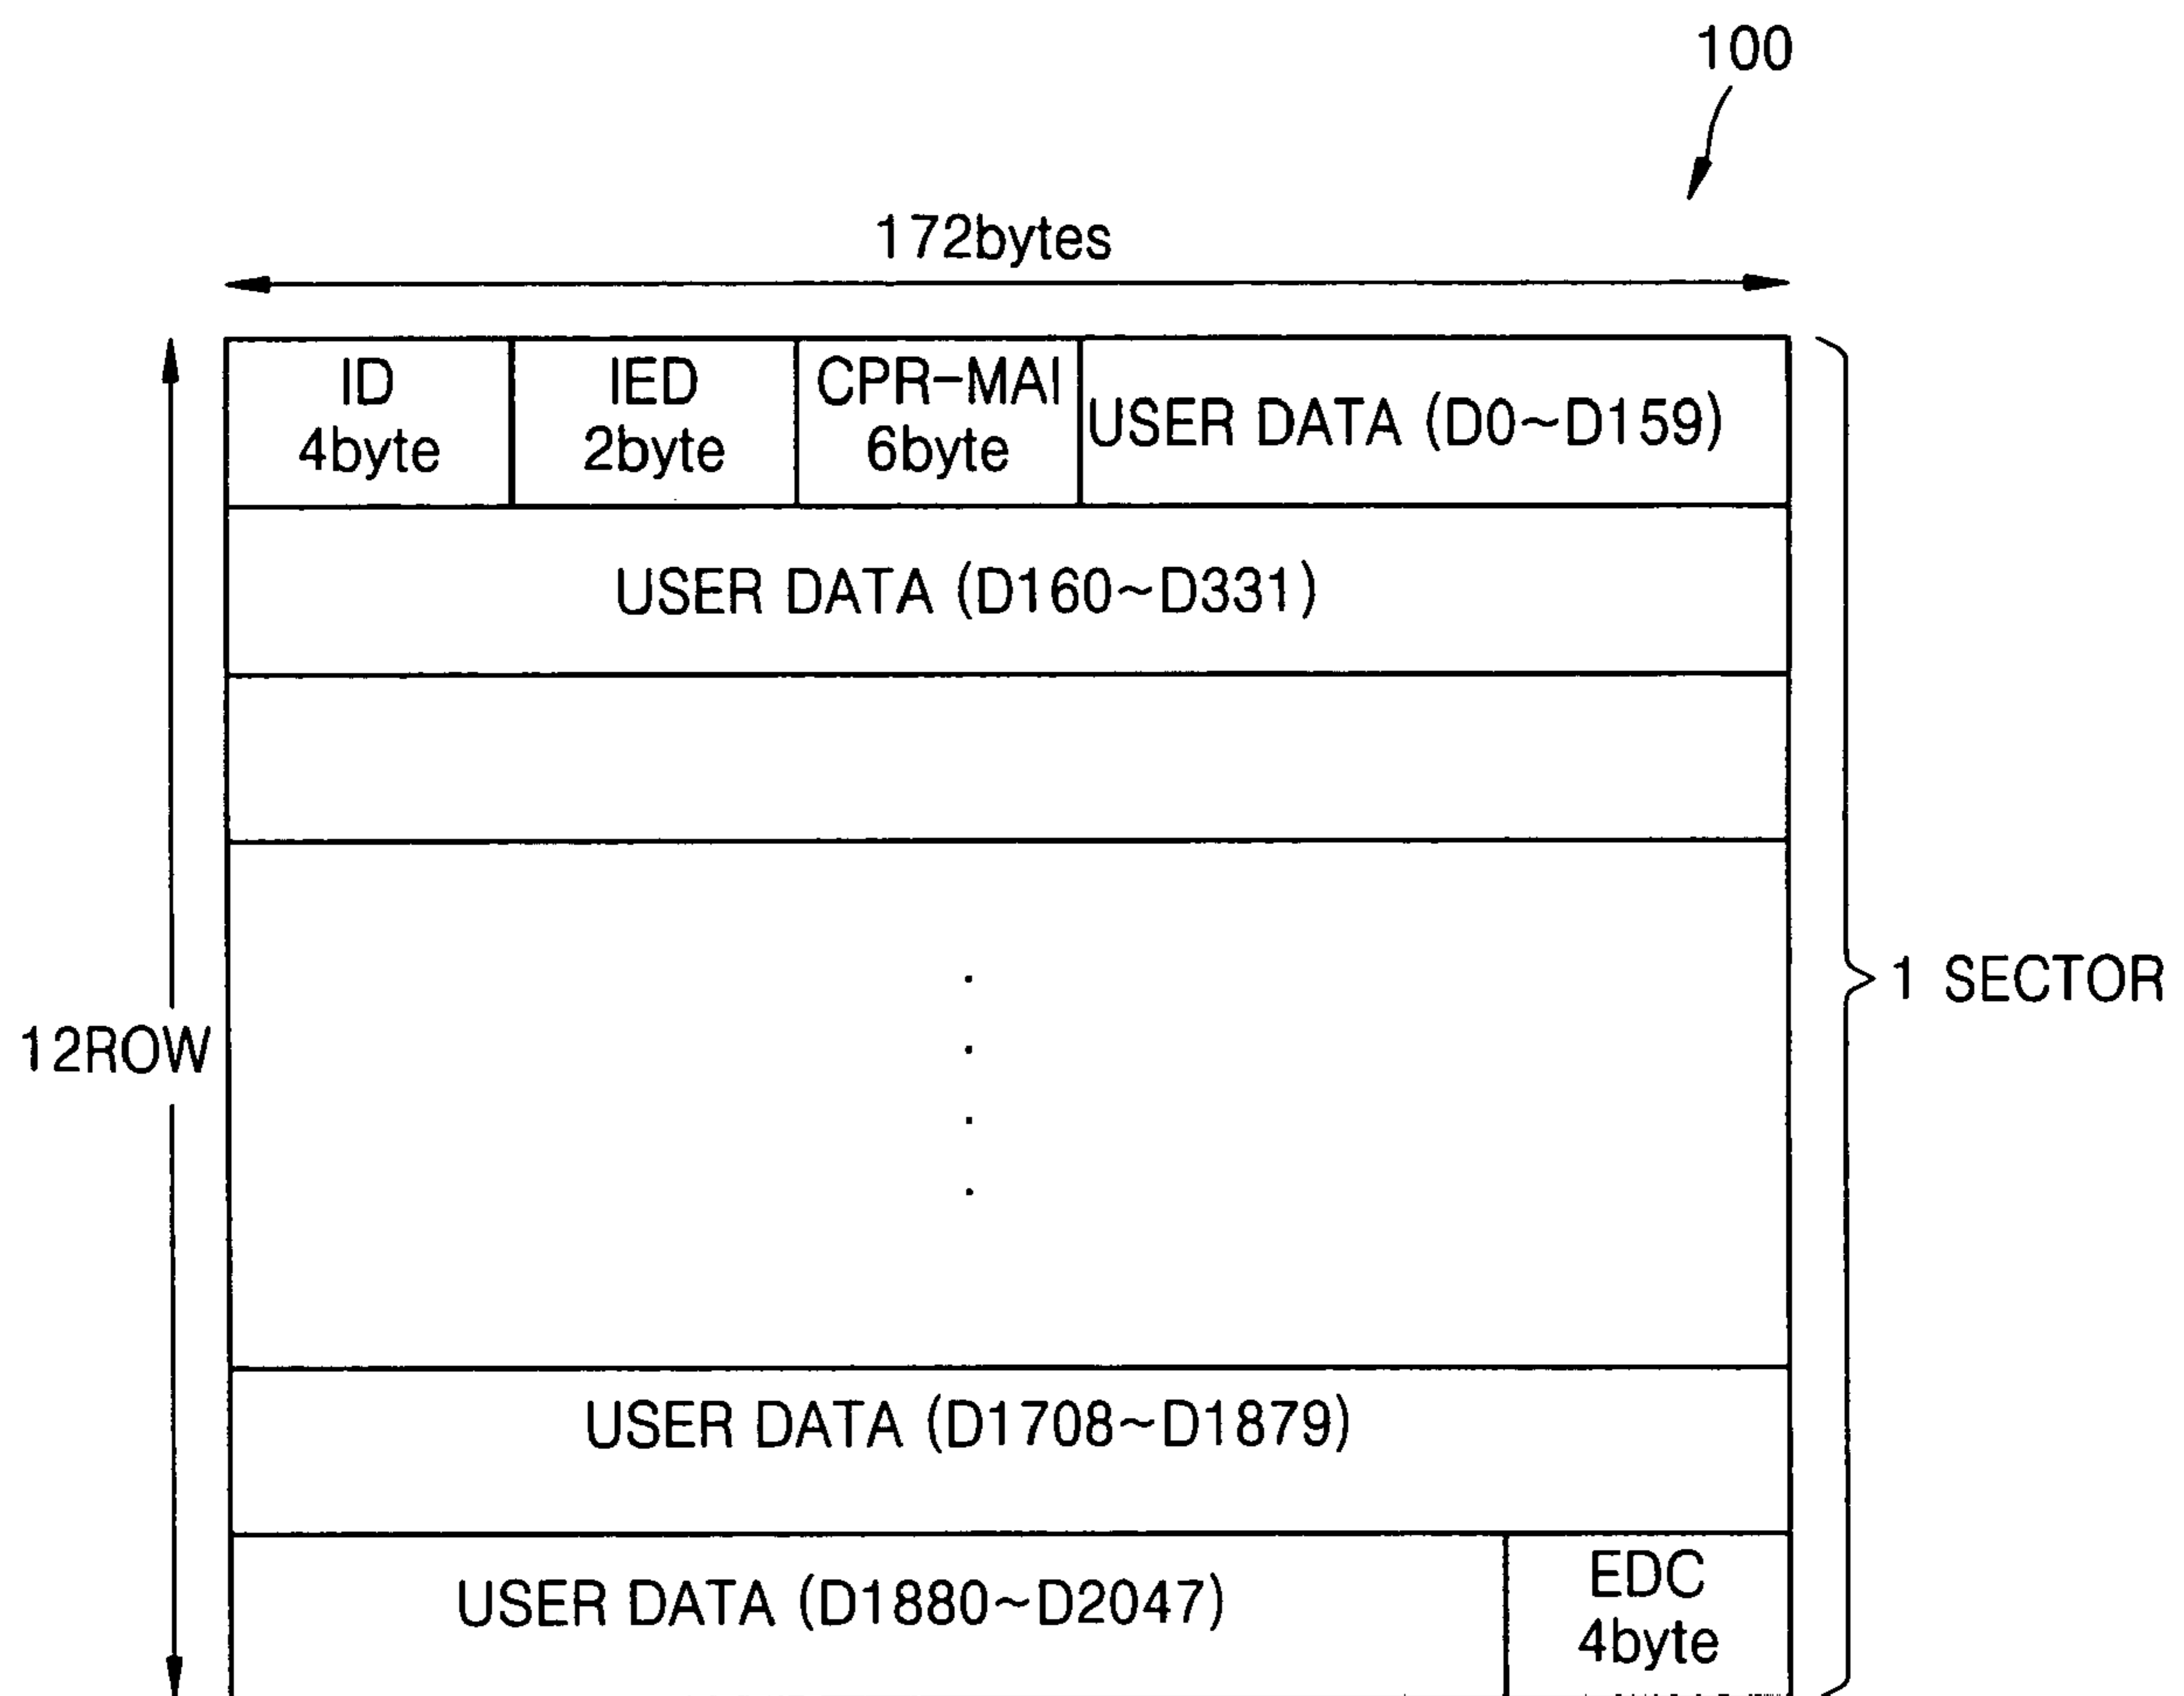 100
172bytes
ID
4byte
IED
2byte
CPR-MAI
6byte
USER DATA (D0~D159)
USER DATA (D160~D331)
12ROW
1 SECTOR
USER DATA (D1708~D1879)
USER DATA (D1880~D2047)
EDC
4byte